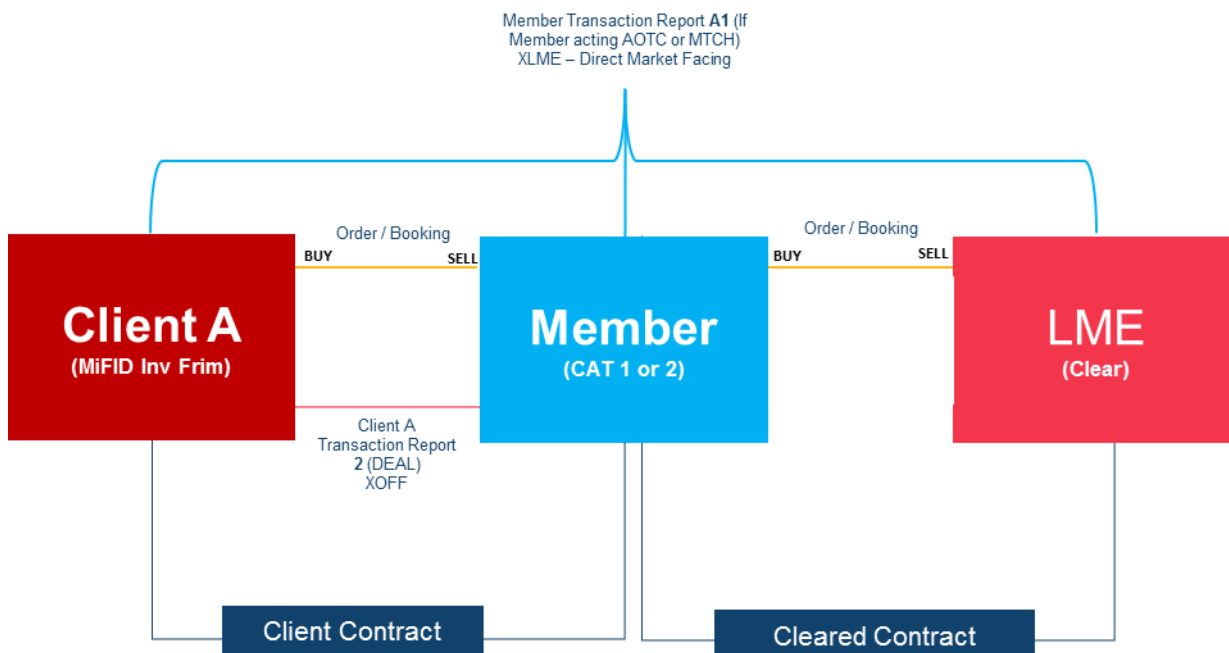 Member Transaction Report A1 (If
Member acting AOTC or MTCH)
XLME – Direct Market Facing
Order / Booking
BUY
SELL
Order / Booking
BUY
SELL
Client A
(MiFID Inv Frim)
Member
(CAT 1 or 2)
LME
(Clear)
Client A
Transaction Report
2 (DEAL)
XOFF
Client Contract
Cleared Contract